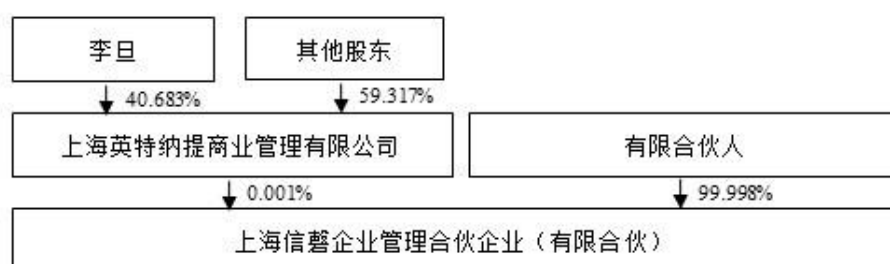 李旦
其他股东
40.683%
59.317%
上海英特纳提商业管理有限公司
有限合伙人
0.001%
99.998%
上海信磬企业管理合伙企业（有限合伙）